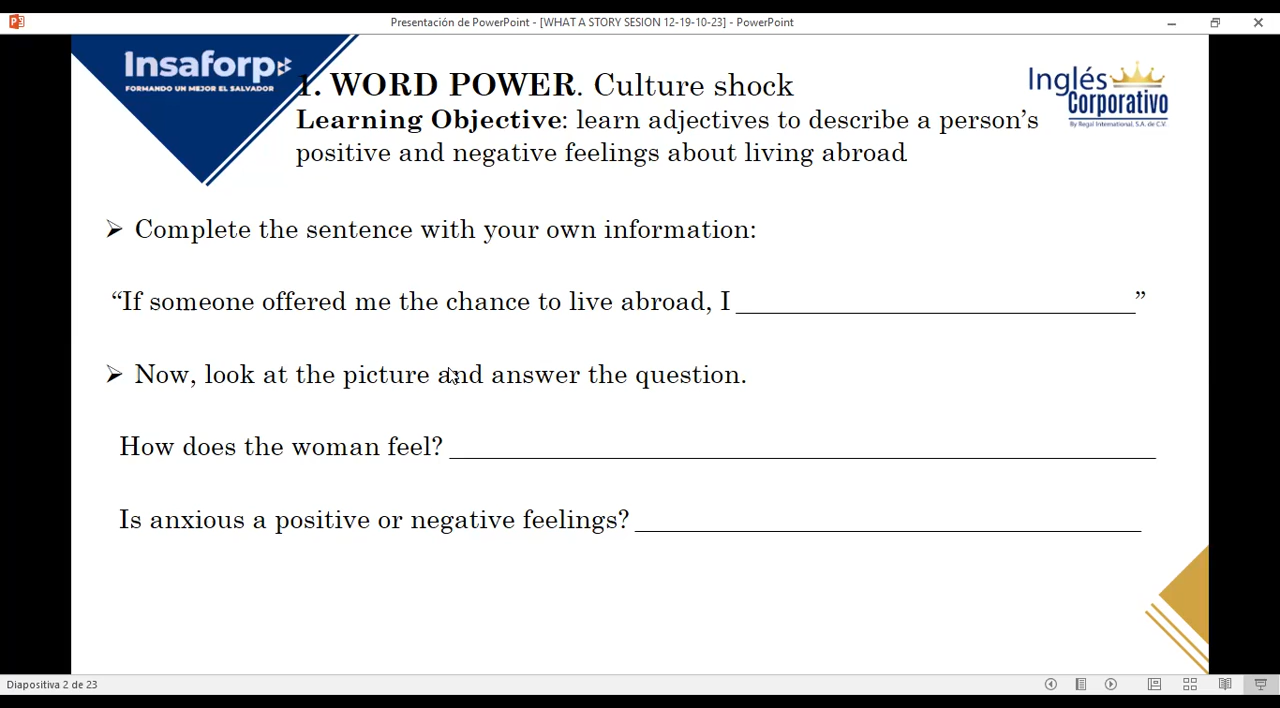 Presentación de PowerPoint - [WHAT A STORY SESION 12-19-10-23] - PowerPoint
Insaforp
FORMANDO UN MEJOR EL SALVADOR
1. WORD POWER. Culture shock
Inglés
Corporativo
By Regal International, S.A. de C.V.
Learning Objective: learn adjectives to describe a person’s
positive and negative feelings about living abroad
Complete the sentence with your own information:
“If someone offered me the chance to live abroad, I ______________________________”
Now, look at the picture and answer the question.
How does the woman feel? ______________________________
Is anxious a positive or negative feelings? ______________________________
Diapositiva 2 de 23